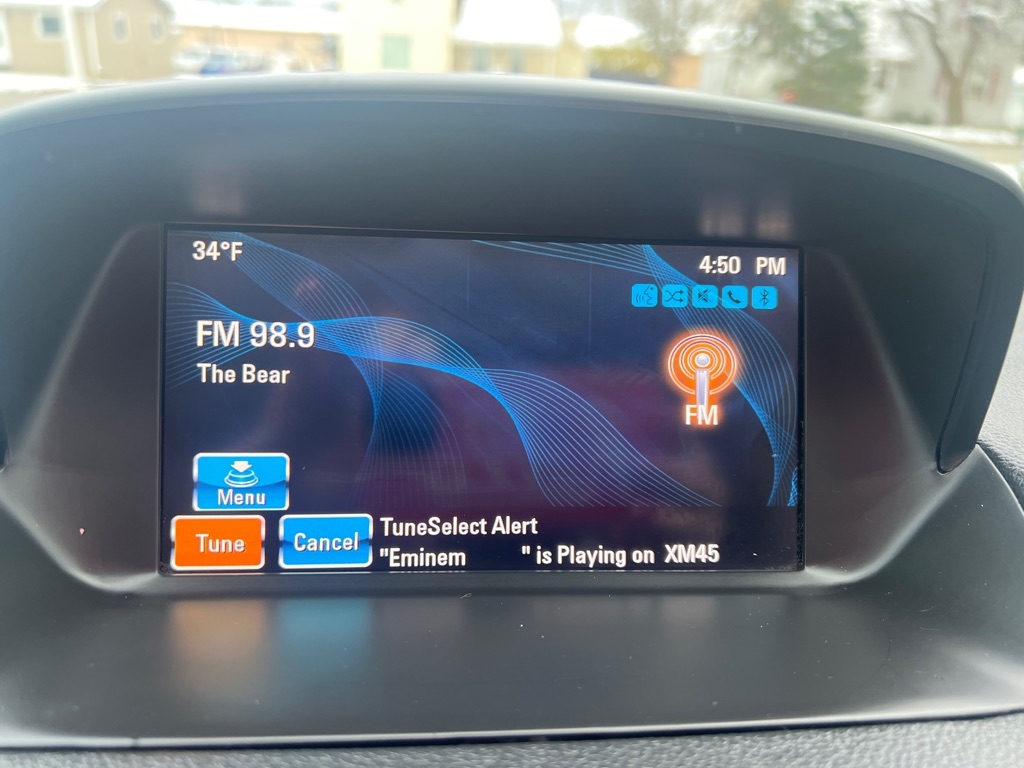 34°F
4:50 PM
FM 98.9
The Bear
FM
Menu
Tune
Cancel
TuneSelect Alert
"Eminem " is Playing on XM45